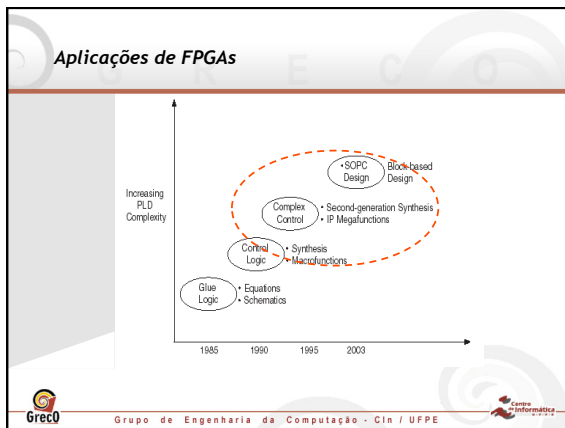 Aplicações de FPGAs
G R E C O
Increasing
PLD
Complexity
•SOPC
Design
Block-based
Design
Complex
Control
• Second-generation Synthesis
• IP Megafunctions
Control
Logic
• Synthesis
• Macrofunctions
Glue
Logic
• Equations
• Schematics
1985 1990 1995 2003
GrecO
Grupo de Engenharia da Computação - CIn / UFPE
Centro
de Informática
UFPE